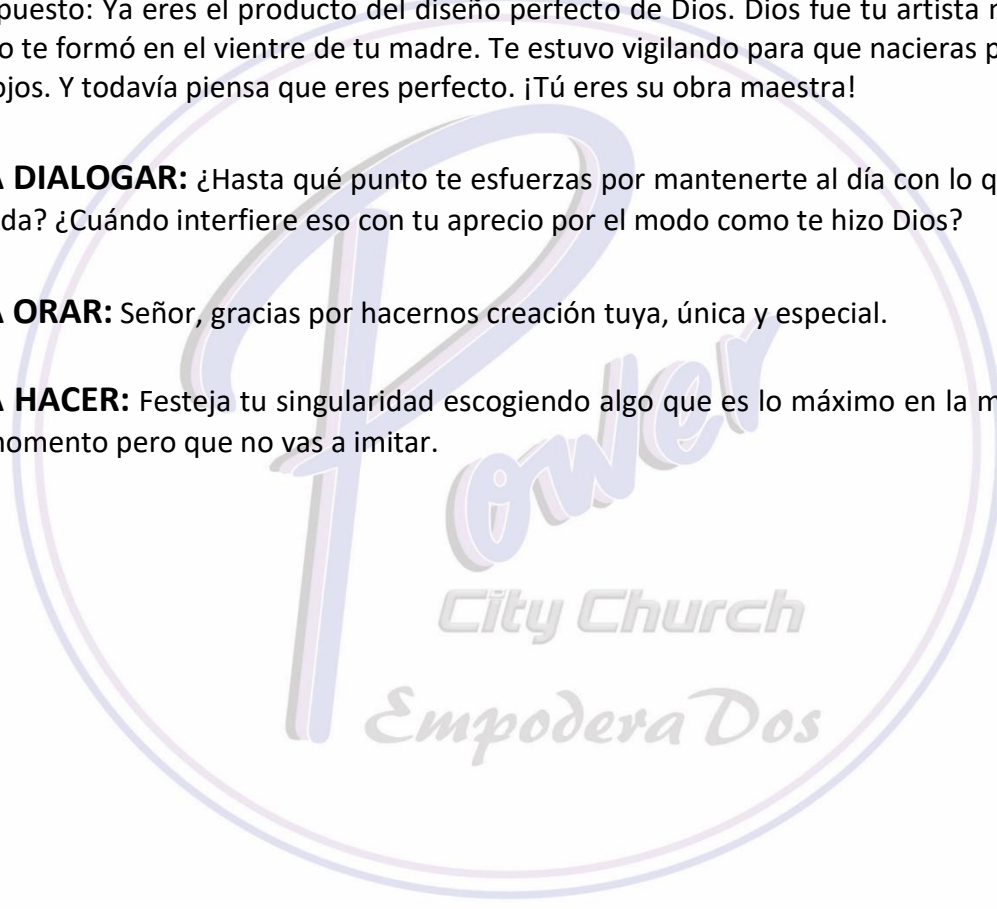 puesto: Ya eres el producto del diseño perfecto de Dios. Dios fue tu artista
o te formó en el vientre de tu madre. Te estuvo vigilando para que nacieras
ojos. Y todavía piensa que eres perfecto. ¡Tú eres su obra maestra!
A DIALOGAR: ¿Hasta qué punto te esfuerzas por mantenerte al día con lo
da? ¿Cuándo interfiere eso con tu aprecio por el modo como te hizo Dios?
A ORAR: Señor, gracias por hacernos creación tuya, única y especial.
A HACER: Festeja tu singularidad escogiendo algo que es lo máximo en la
momento pero que no vas a imitar.
Power
City Church
EmpoderaDos